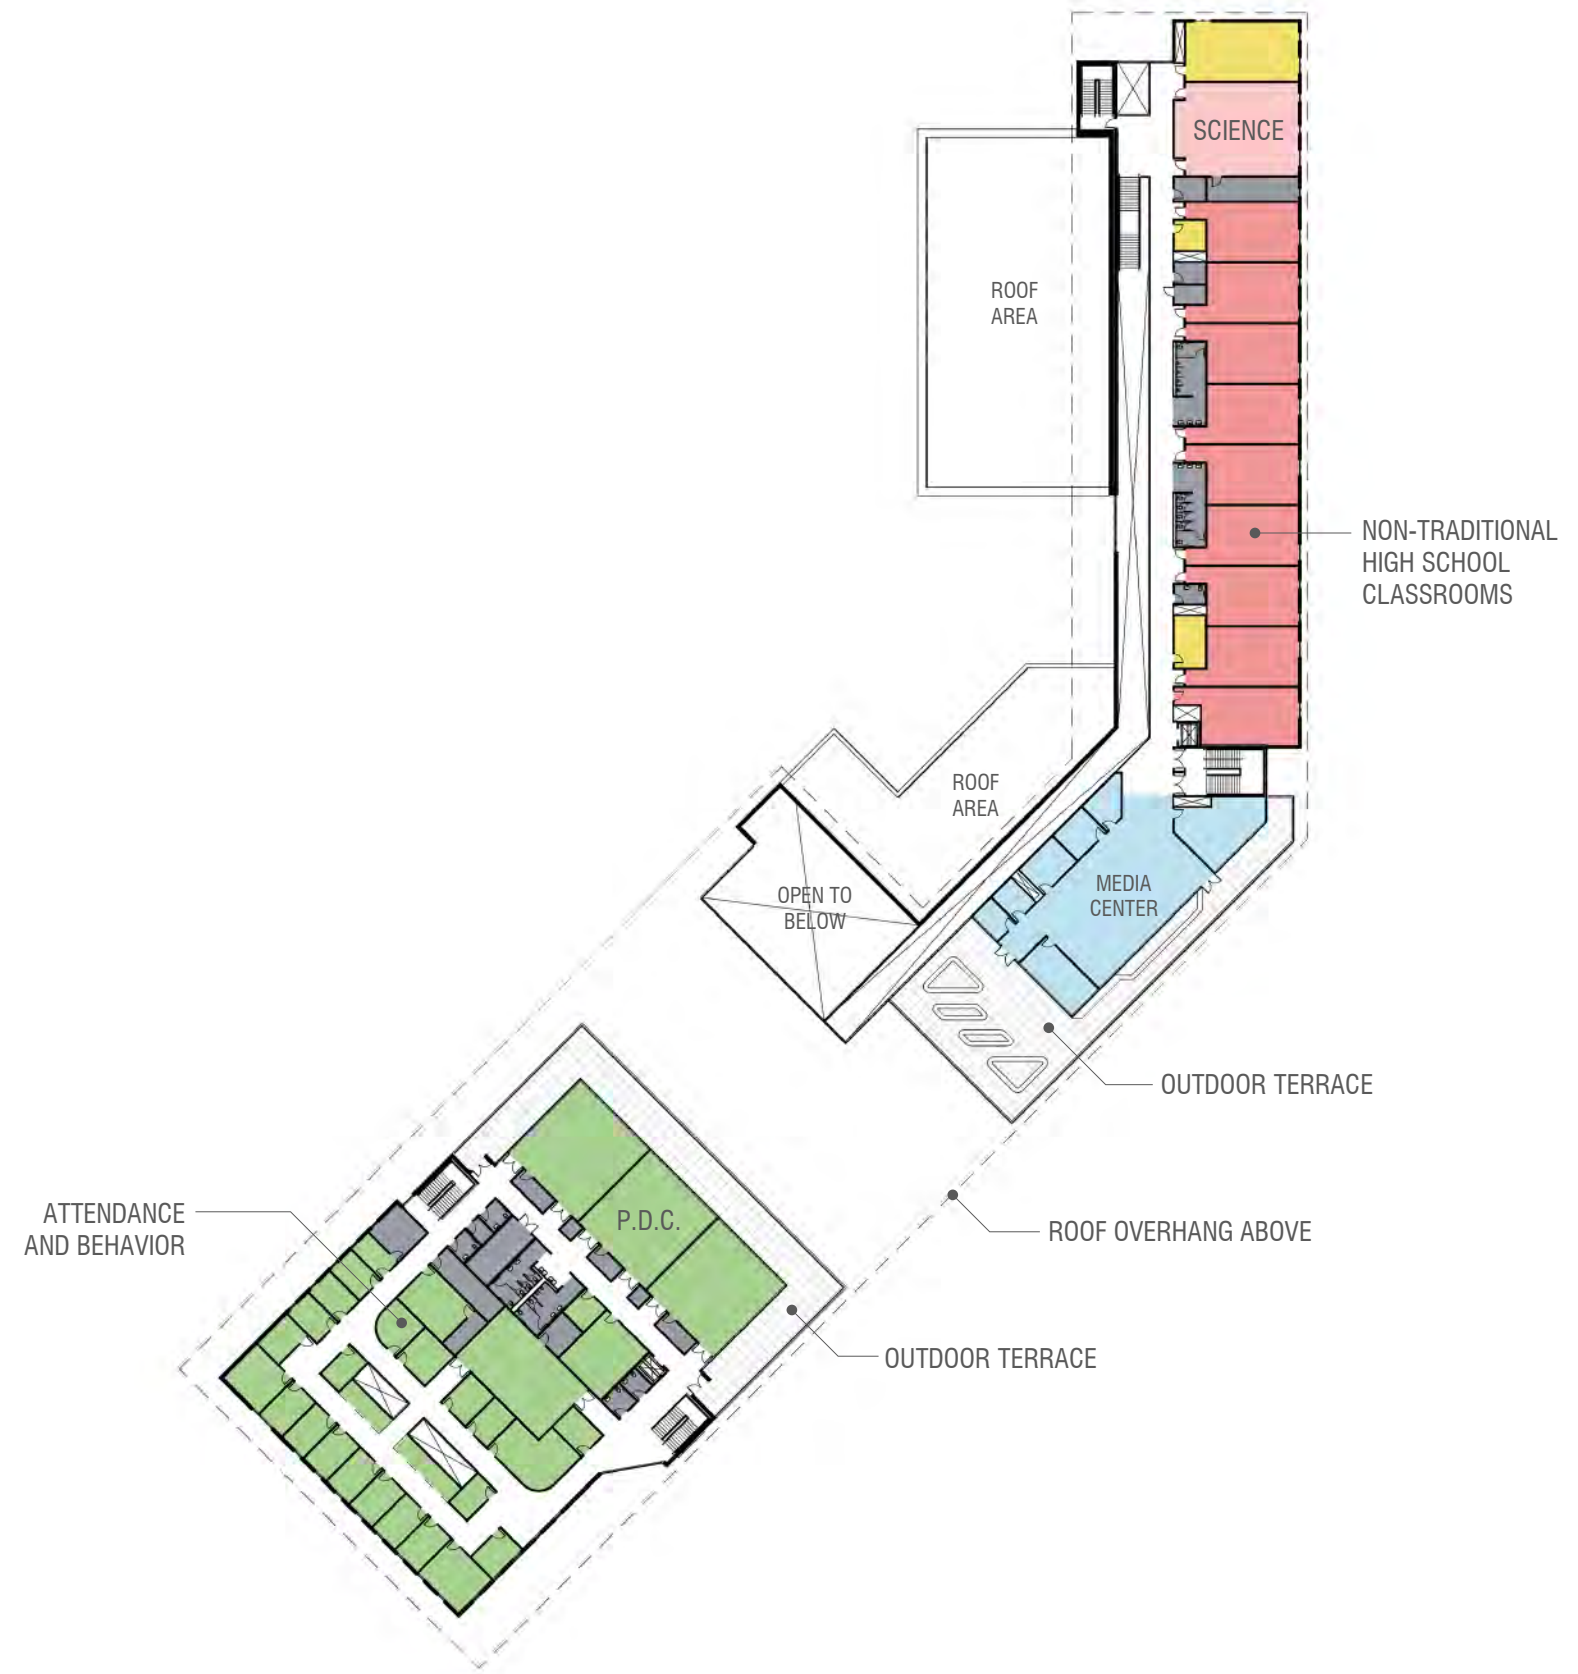 SCIENCE
ROOF
AREA
NON-TRADITIONAL
HIGH SCHOOL
CLASSROOMS
ROOF
AREA
OPEN TO
BELOW
MEDIA
CENTER
OUTDOOR TERRACE
ATTENDANCE
AND BEHAVIOR
P.D.C.
ROOF OVERHANG ABOVE
OUTDOOR TERRACE